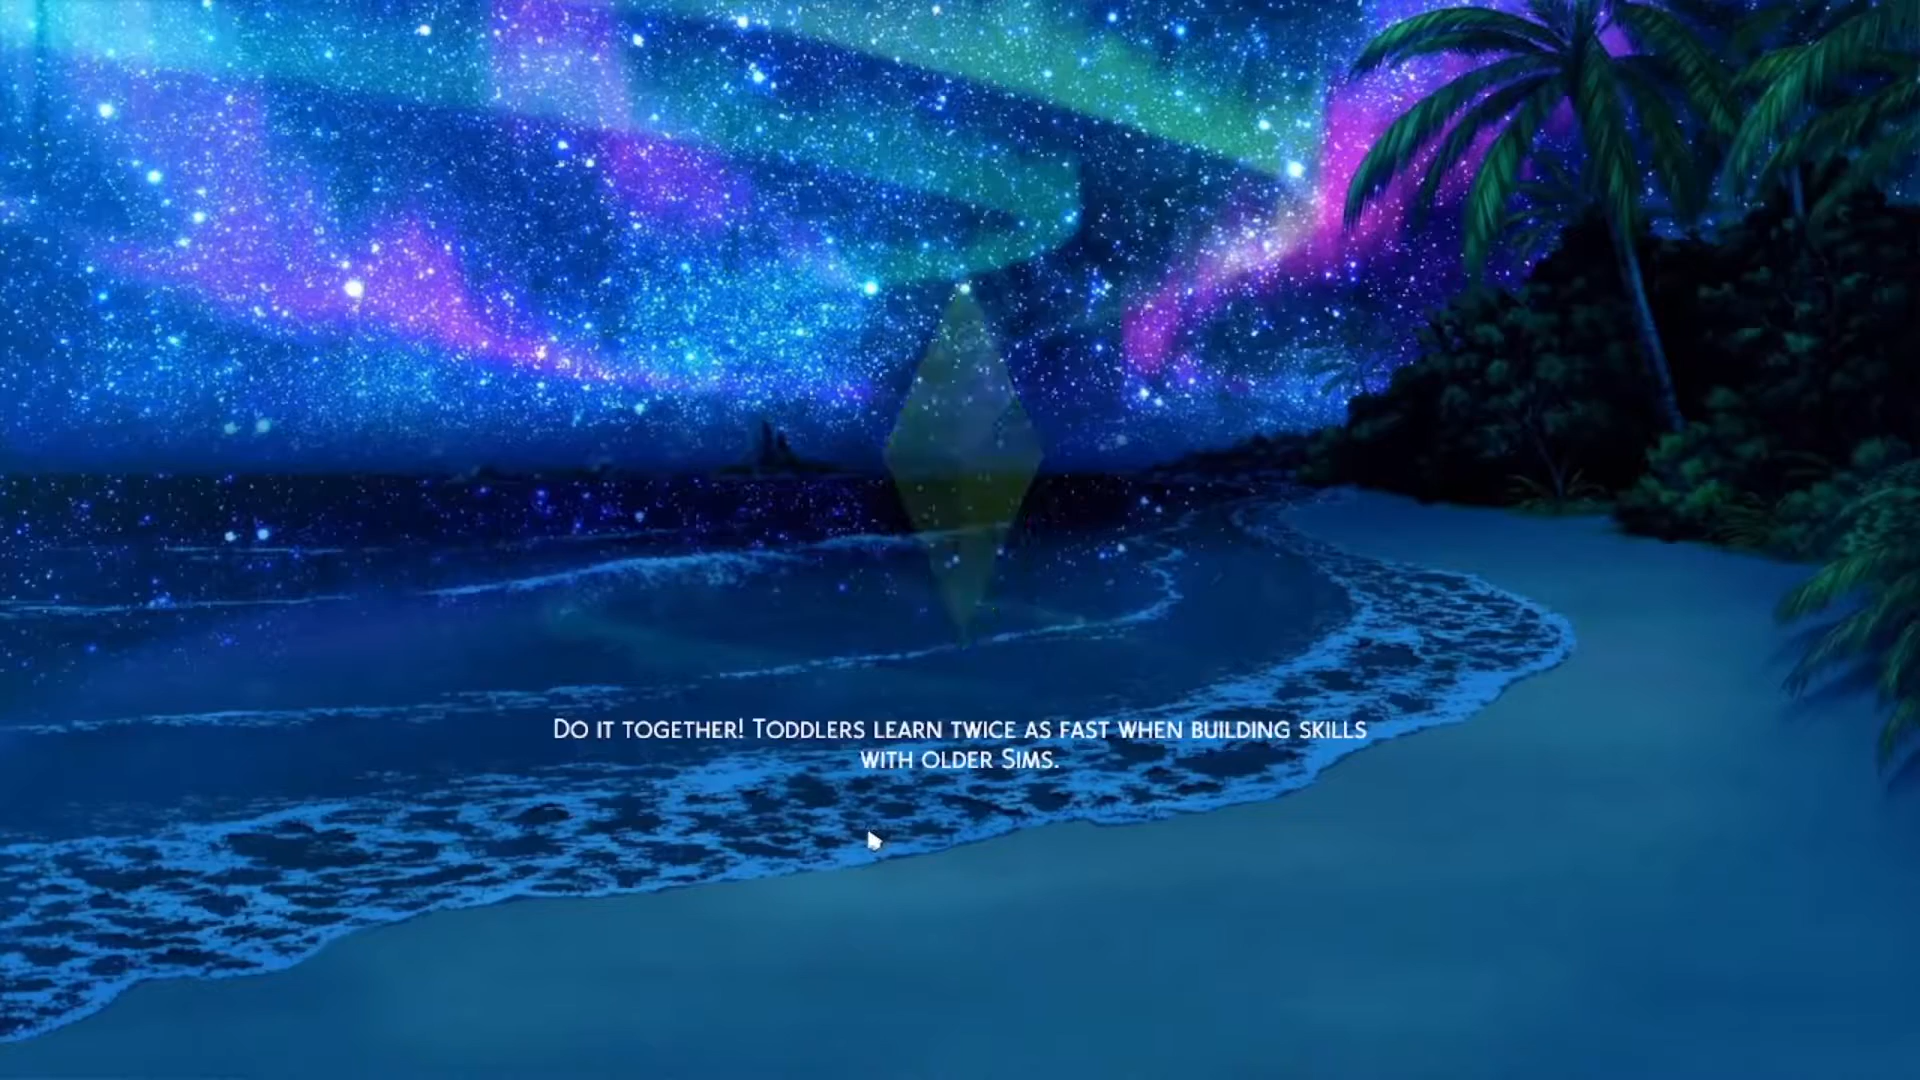 Do it together! Toddlers learn twice as fast when building skills
with older Sims.